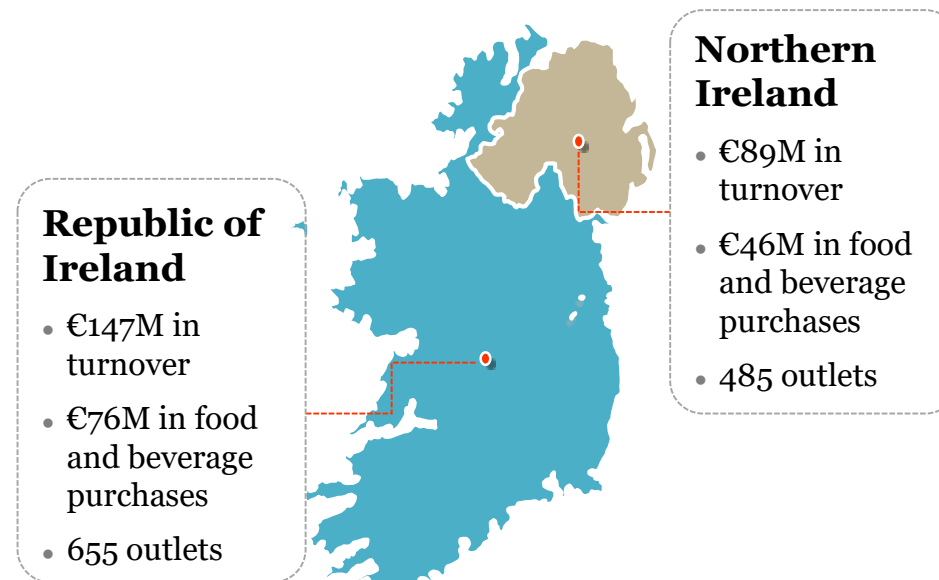 Republic of
Ireland
• €147M in
turnover
• €76M in food
and beverage
purchases
• 655 outlets
Northern
Ireland
• €89M in
turnover
• €46M in food
and beverage
purchases
• 485 outlets